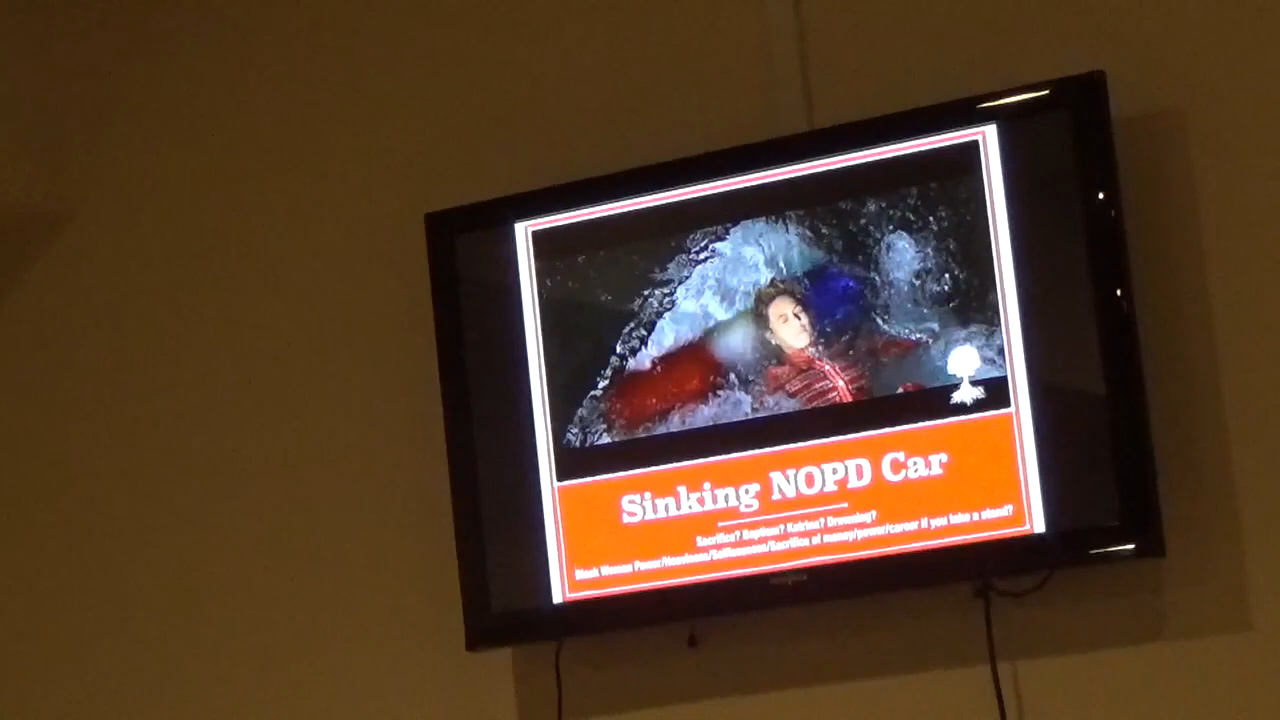 Sinking NOPD Car
Sacrifice? Baptism? Katrina? Drowning?
Black Woman Power/Heaviness/Selflessness/Sacrifice of money/power/career if you take a stand?